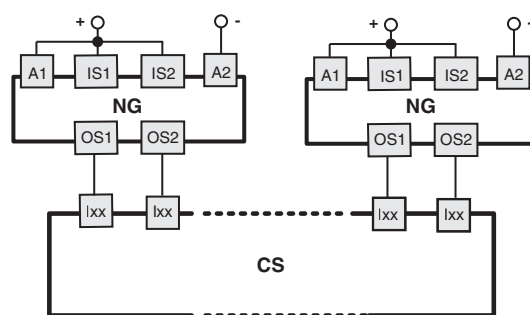 + - + -
A1 IS1 IS2 A2 A1 IS1 IS2 A2
NG NG
OS1 OS2 OS1 OS2
Ixx Ixx Ixx Ixx
CS